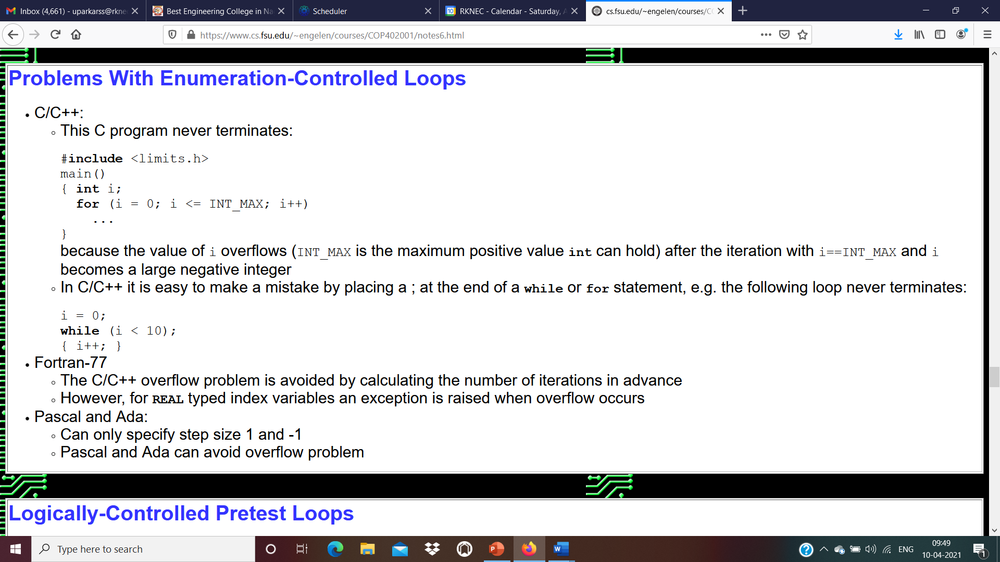 Inbox (4,661) - uparkarss@rkne
Best Engineering College in Na
Scheduler
10
RKNEC - Calendar - Saturday, A
cs.fsu.edu/~engelen/courses/CO
https://www.cs.fsu.edu/~engelen/courses/COP402001/notes6.html
Problems With Enumeration-Controlled Loops
• C/C++:
◦ This C program never terminates:
#include <limits.h>
main()
{ int i;
for (i = 0; i <= INT_MAX; i++)
...
}
because the value of i overflows (INT_MAX is the maximum positive value int can hold) after the iteration with i==INT_MAX and i
becomes a large negative integer
◦ In C/C++ it is easy to make a mistake by placing a ; at the end of a while or for statement, e.g. the following loop never terminates:
i = 0;
while (i < 10);
{ i++; }
• Fortran-77
◦ The C/C++ overflow problem is avoided by calculating the number of iterations in advance
◦ However, for REAL typed index variables an exception is raised when overflow occurs
• Pascal and Ada:
◦ Can only specify step size 1 and -1
◦ Pascal and Ada can avoid overflow problem
Logically-Controlled Pretest Loops
Type here to search
P
W
ENG
09:49
10-04-2021
1